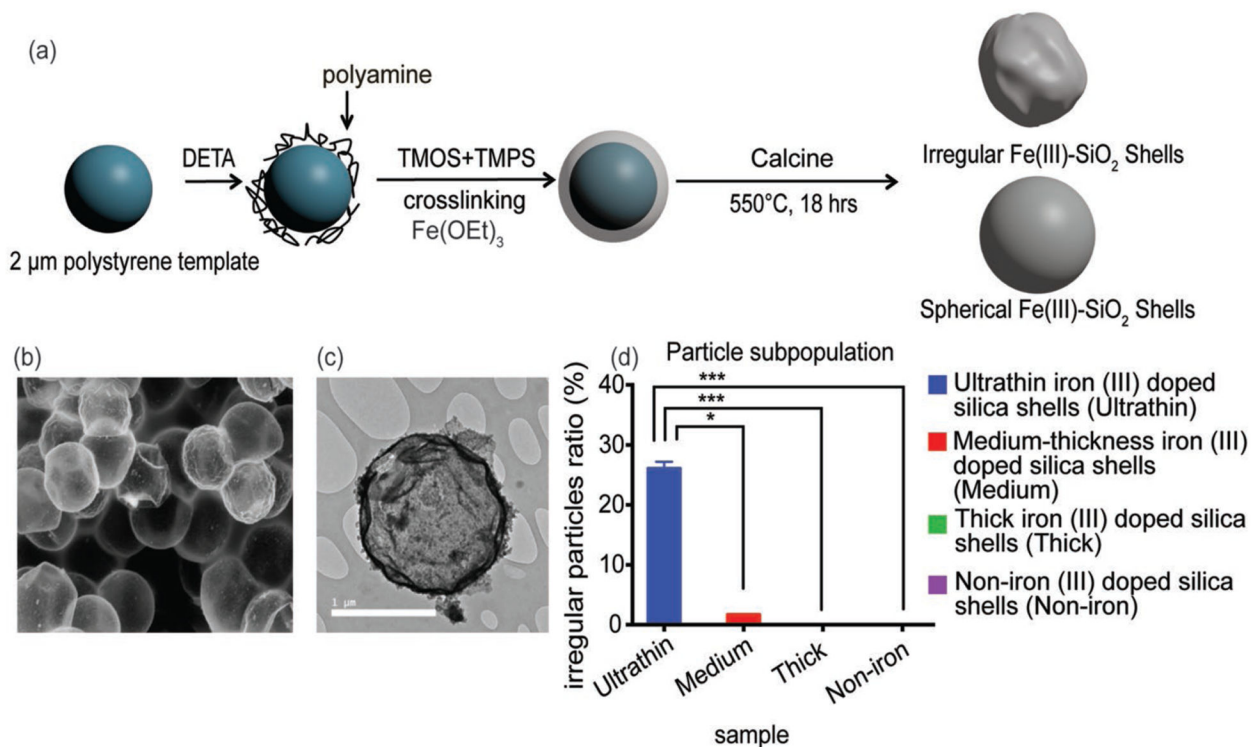 (a)
polyamine
DETA
TMOS+TMPS
crosslinking
Fe(OEt)3
Calcine
550°C, 18 hrs
2 µm polystyrene template
Irregular Fe(III)-SiO2 Shells
Spherical Fe(III)-SiO2 Shells
(b)
(c)
1 µm
(d)
Particle subpopulation
irregular particles ratio (%)
40
30
20
10
0
***
***
*
Ultrathin
Medium
Thick
Non-iron
sample
Ultrathin iron (III) doped
silica shells (Ultrathin)
Medium-thickness iron (III)
doped silica shells
(Medium)
Thick iron (III) doped silica
shells (Thick)
Non-iron (III) doped silica
shells (Non-iron)